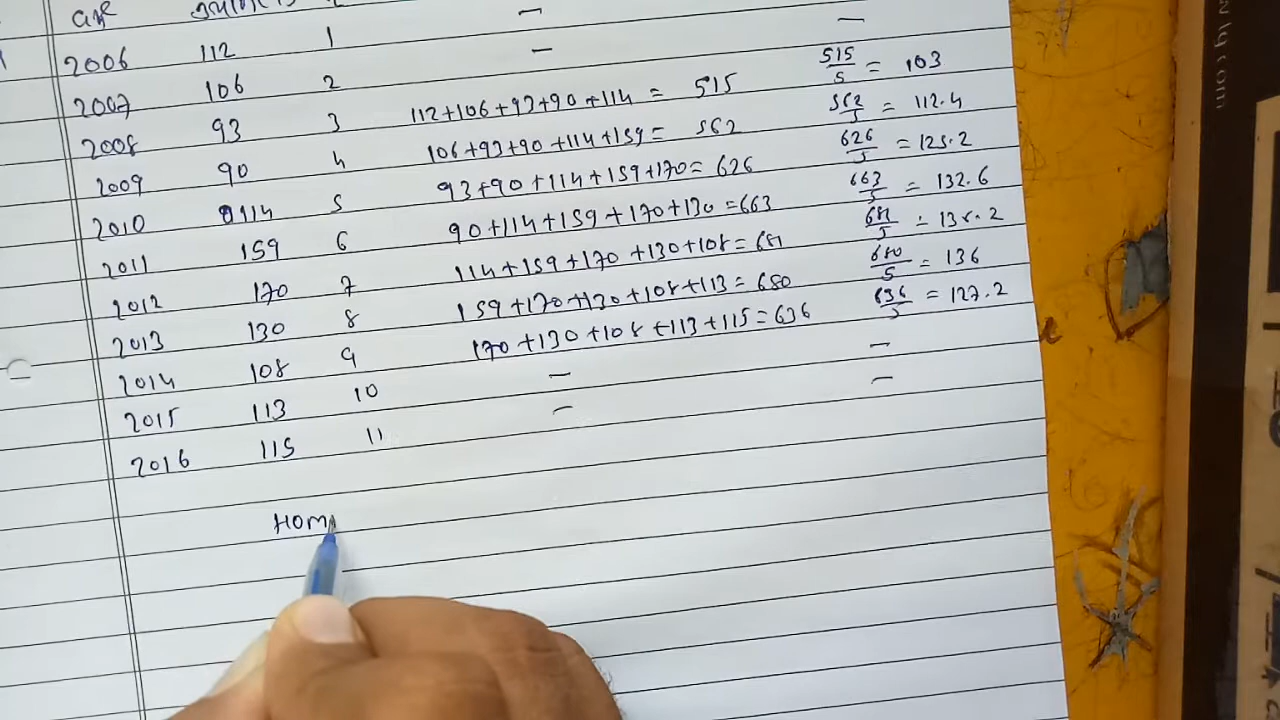 वर्ष
2006 112 1 — —
2007 106 2 — —
2008 93 3 112+106+93+90+114 = 515 515/5 = 103
2009 90 4 106+93+90+114+159 = 562 562/5 = 112.4
2010 114 5 93+90+114+159+170=626 626/5 = 125.2
2011 159 6 90+114+159+170+130=663 663/5 = 132.6
2012 170 7 114+159+170+130+108=681 681/5 = 136.2
2013 130 8 159+170+130+108+113=680 680/5 = 136
2014 108 9 170+130+108+113+115=636 636/5 = 127.2
2015 113 10 — —
2016 115 11 — —
Hom